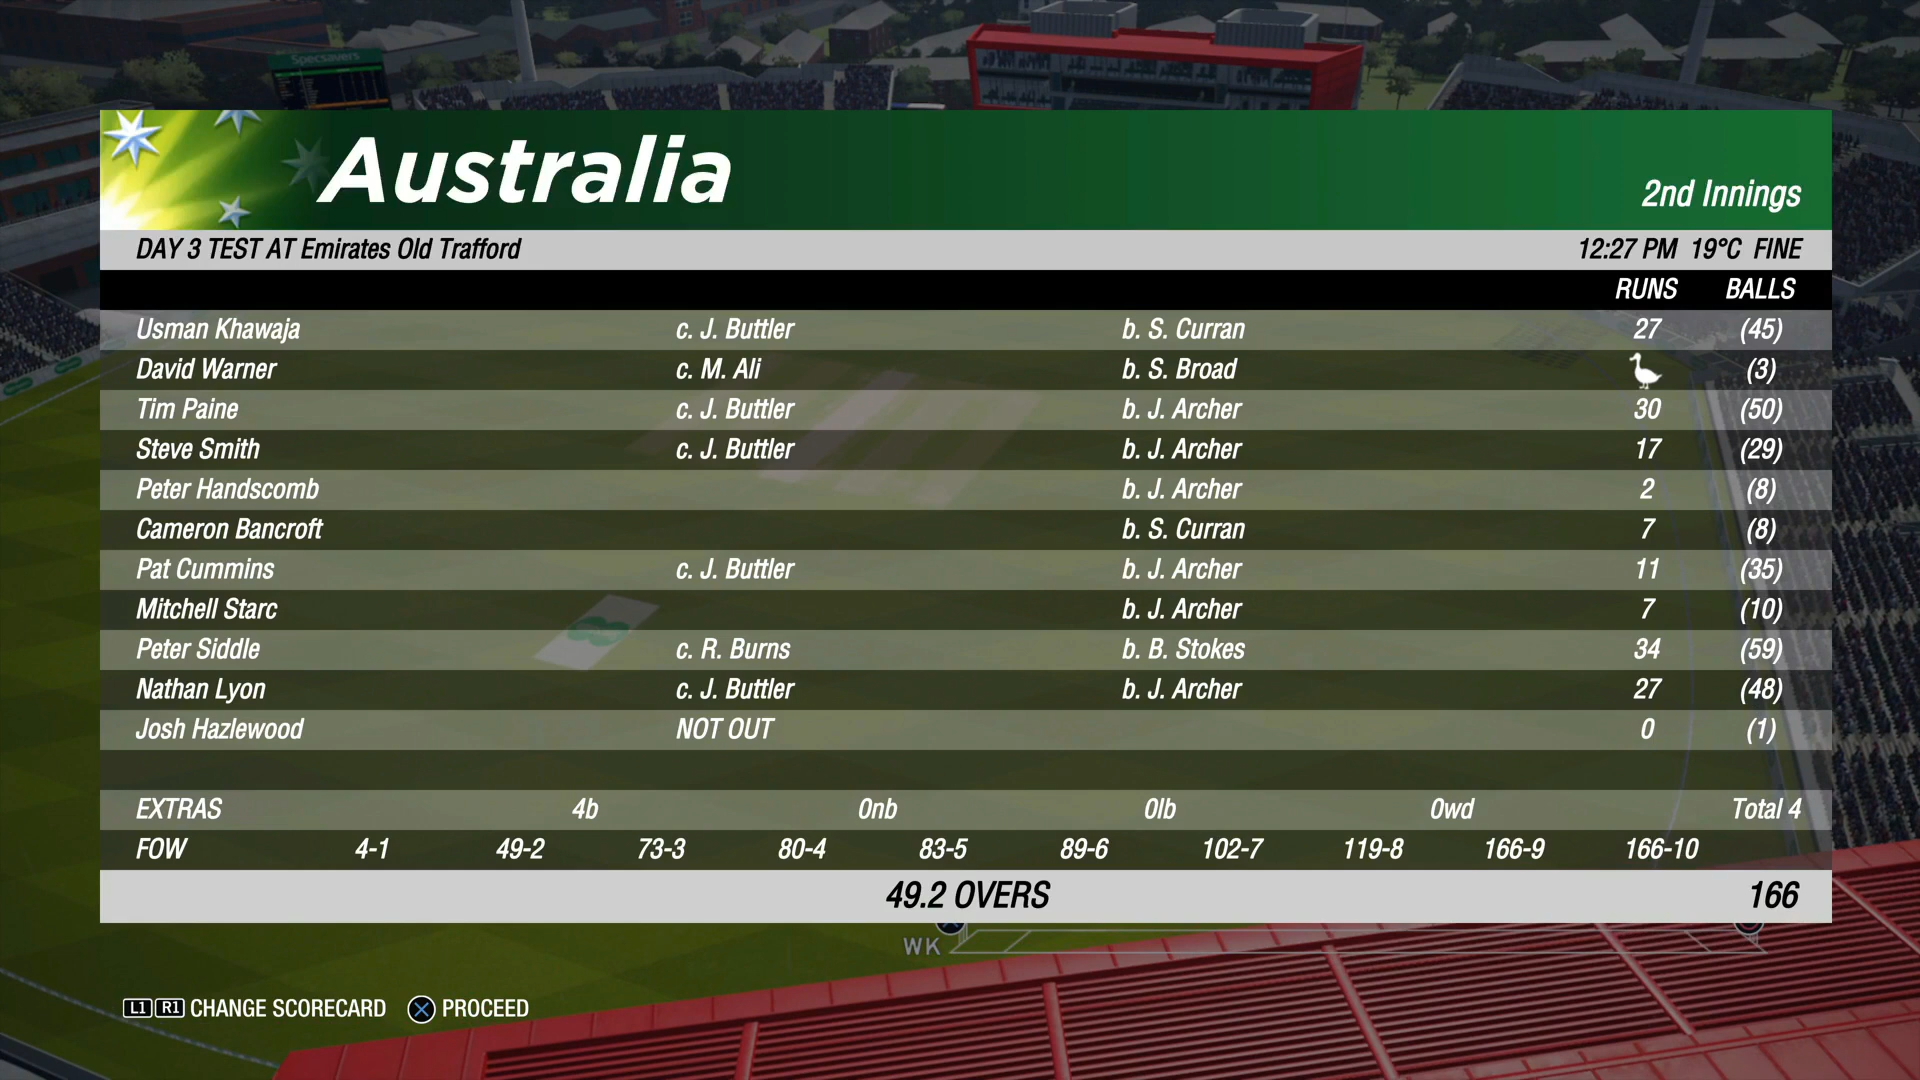 Specsavers
Australia
2nd Innings
DAY 3 TEST AT Emirates Old Trafford 12:27 PM 19°C FINE
RUNS BALLS
Usman Khawaja c. J. Buttler b. S. Curran 27 (45)
David Warner c. M. Ali b. S. Broad (3)
Tim Paine c. J. Buttler b. J. Archer 30 (50)
Steve Smith c. J. Buttler b. J. Archer 17 (29)
Peter Handscomb b. J. Archer 2 (8)
Cameron Bancroft b. S. Curran 7 (8)
Pat Cummins c. J. Buttler b. J. Archer 11 (35)
Mitchell Starc b. J. Archer 7 (10)
Peter Siddle c. R. Burns b. B. Stokes 34 (59)
Nathan Lyon c. J. Buttler b. J. Archer 27 (48)
Josh Hazlewood NOT OUT 0 (1)
EXTRAS 4b 0nb 0lb 0wd Total 4
FOW 4-1 49-2 73-3 80-4 83-5 89-6 102-7 119-8 166-9 166-10
49.2 OVERS 166
WK
L1 R1 CHANGE SCORECARD PROCEED